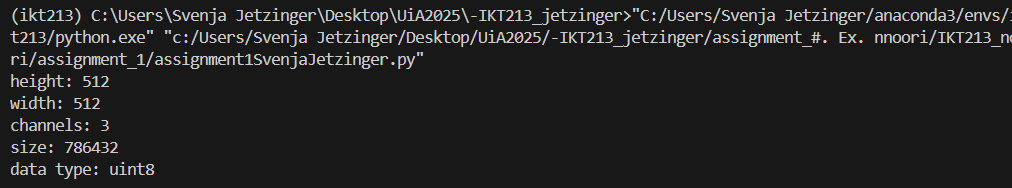 (ikt213) C:\Users\Svenja Jetzinger\Desktop\UiA2025\-IKT213_jetzinger>"C:/Users/Svenja Jetzinger/anaconda3/envs/
t213/python.exe" "c:/Users/Svenja Jetzinger/Desktop/UiA2025/-IKT213_jetzinger/assignment_#. Ex. nnoori/IKT213_
ri/assignment_1/assignment1SvenjaJetzinger.py"
height: 512
width: 512
channels: 3
size: 786432
data type: uint8